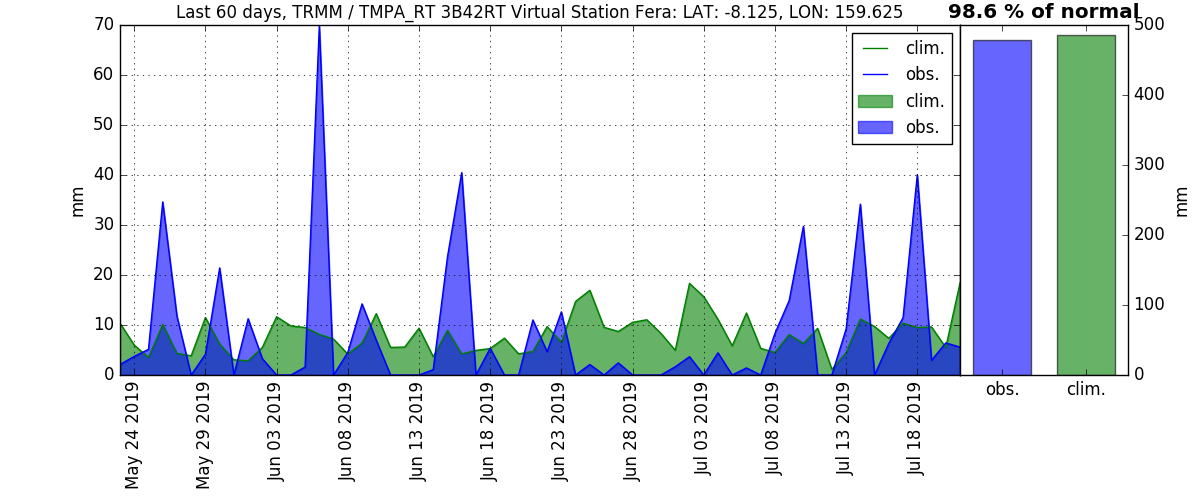 Last 60 days, TRMM / TMPA_RT 3B42RT Virtual Station Fera: LAT: -8.125, LON: 159.625
98.6 % of normal
70
60
50
40
30
20
10
0
mm
clim.
obs.
clim.
obs.
500
400
300
200
100
0
mm
obs.
clim.
May 24 2019
May 29 2019
Jun 03 2019
Jun 08 2019
Jun 13 2019
Jun 18 2019
Jun 23 2019
Jun 28 2019
Jul 03 2019
Jul 08 2019
Jul 13 2019
Jul 18 2019